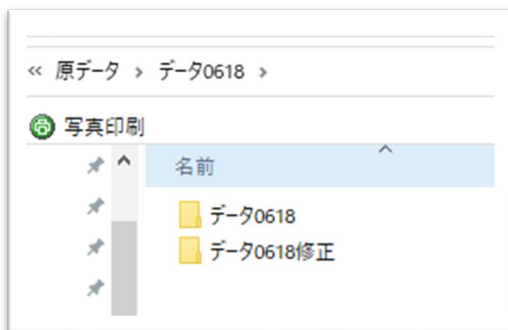 « 原データ › データ0618 ›
写真印刷
名前
データ0618
データ0618修正